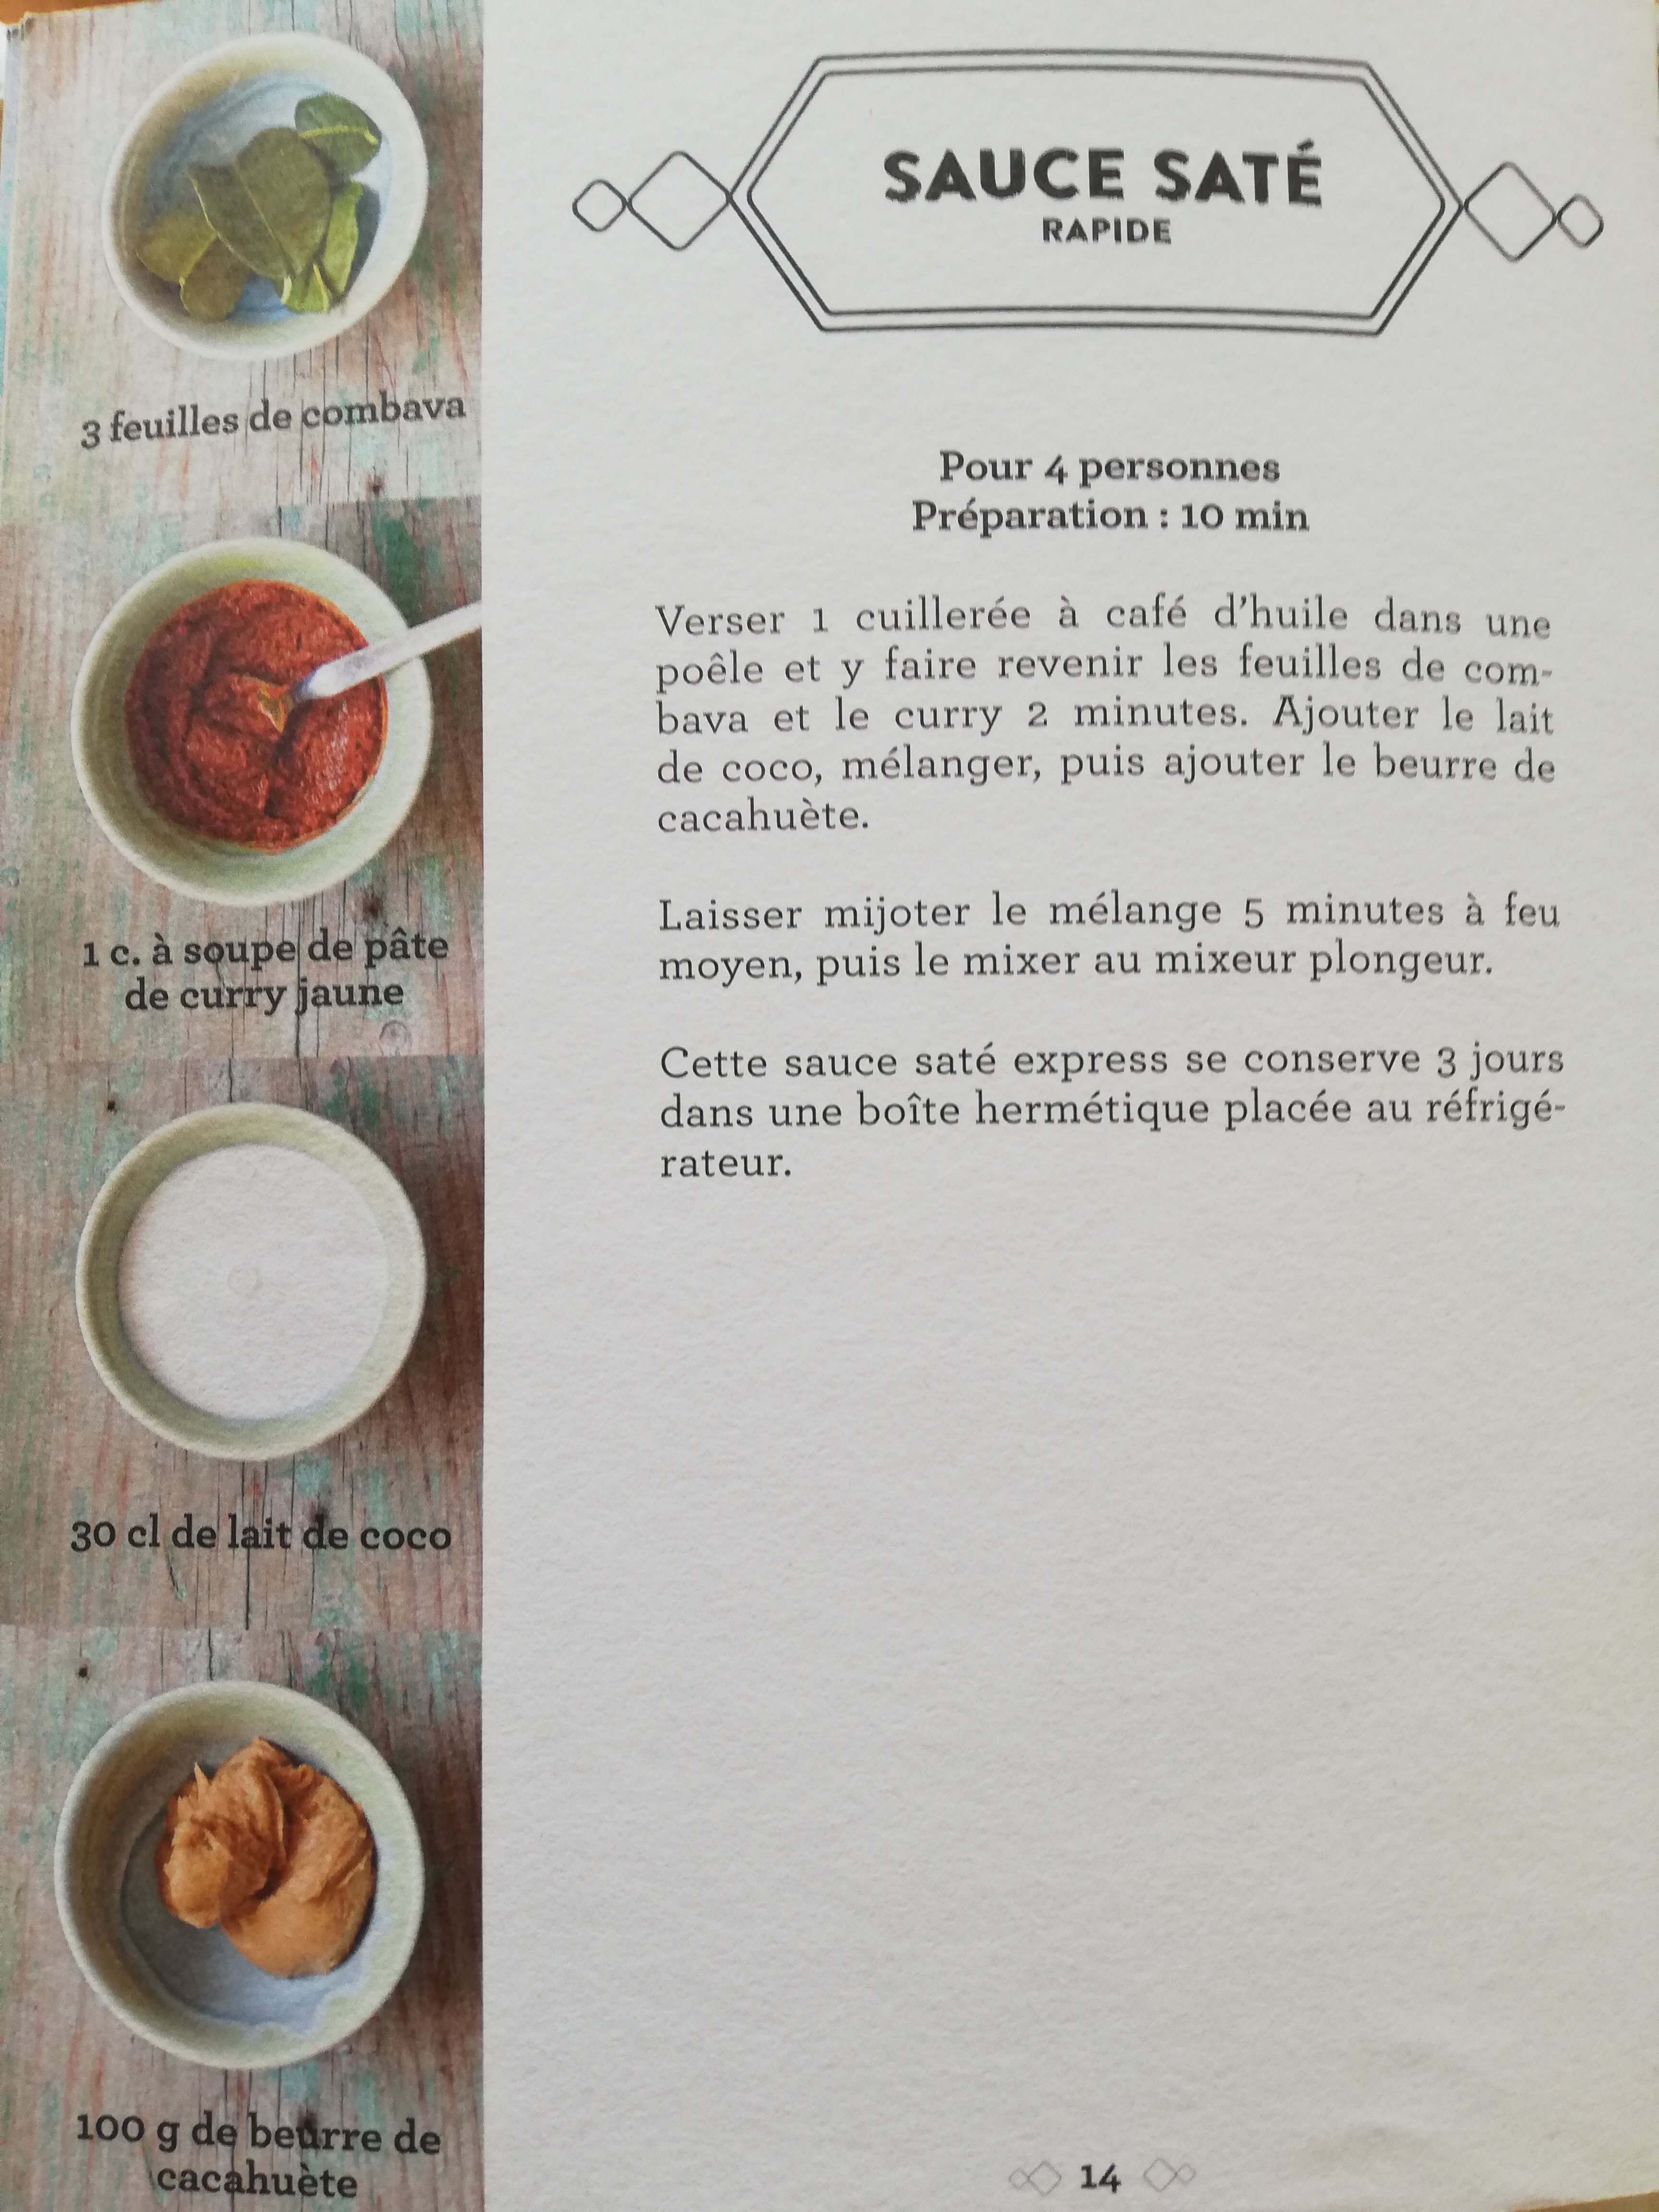 SAUCE SATÉ
RAPIDE
3 feuilles de combava
1 c. à soupe de pâte
de curry jaune
30 cl de lait de coco
100 g de beurre de
cacahuète
Pour 4 personnes
Préparation : 10 min
Verser 1 cuillerée à café d'huile dans une
poêle et y faire revenir les feuilles de com-
bava et le curry 2 minutes. Ajouter le lait
de coco, mélanger, puis ajouter le beurre de
cacahuète.
Laisser mijoter le mélange 5 minutes à feu
moyen, puis le mixer au mixeur plongeur.
Cette sauce saté express se conserve 3 jours
dans une boîte hermétique placée au réfrigé-
rateur.
14